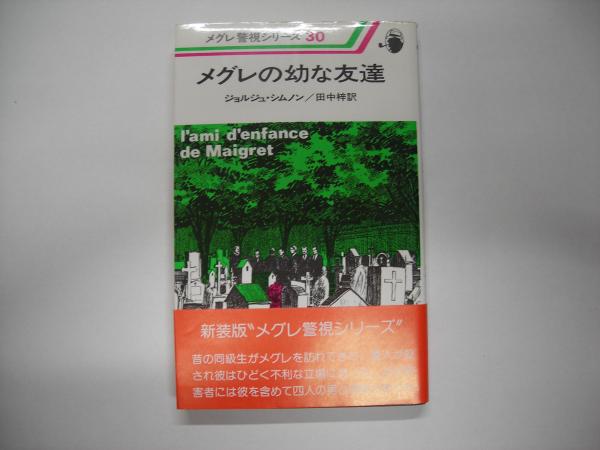 メグレ警視シリーズ 30
メグレの幼な友達
ジョルジュ・シムノン／田中梓訳
l'ami d'enfance
de Maigret
新装版〝メグレ警視シリーズ〟
昔の同級生がメグレを訪れてきた
され彼はひどく不利な立場に
害者には彼を含めて四人の男